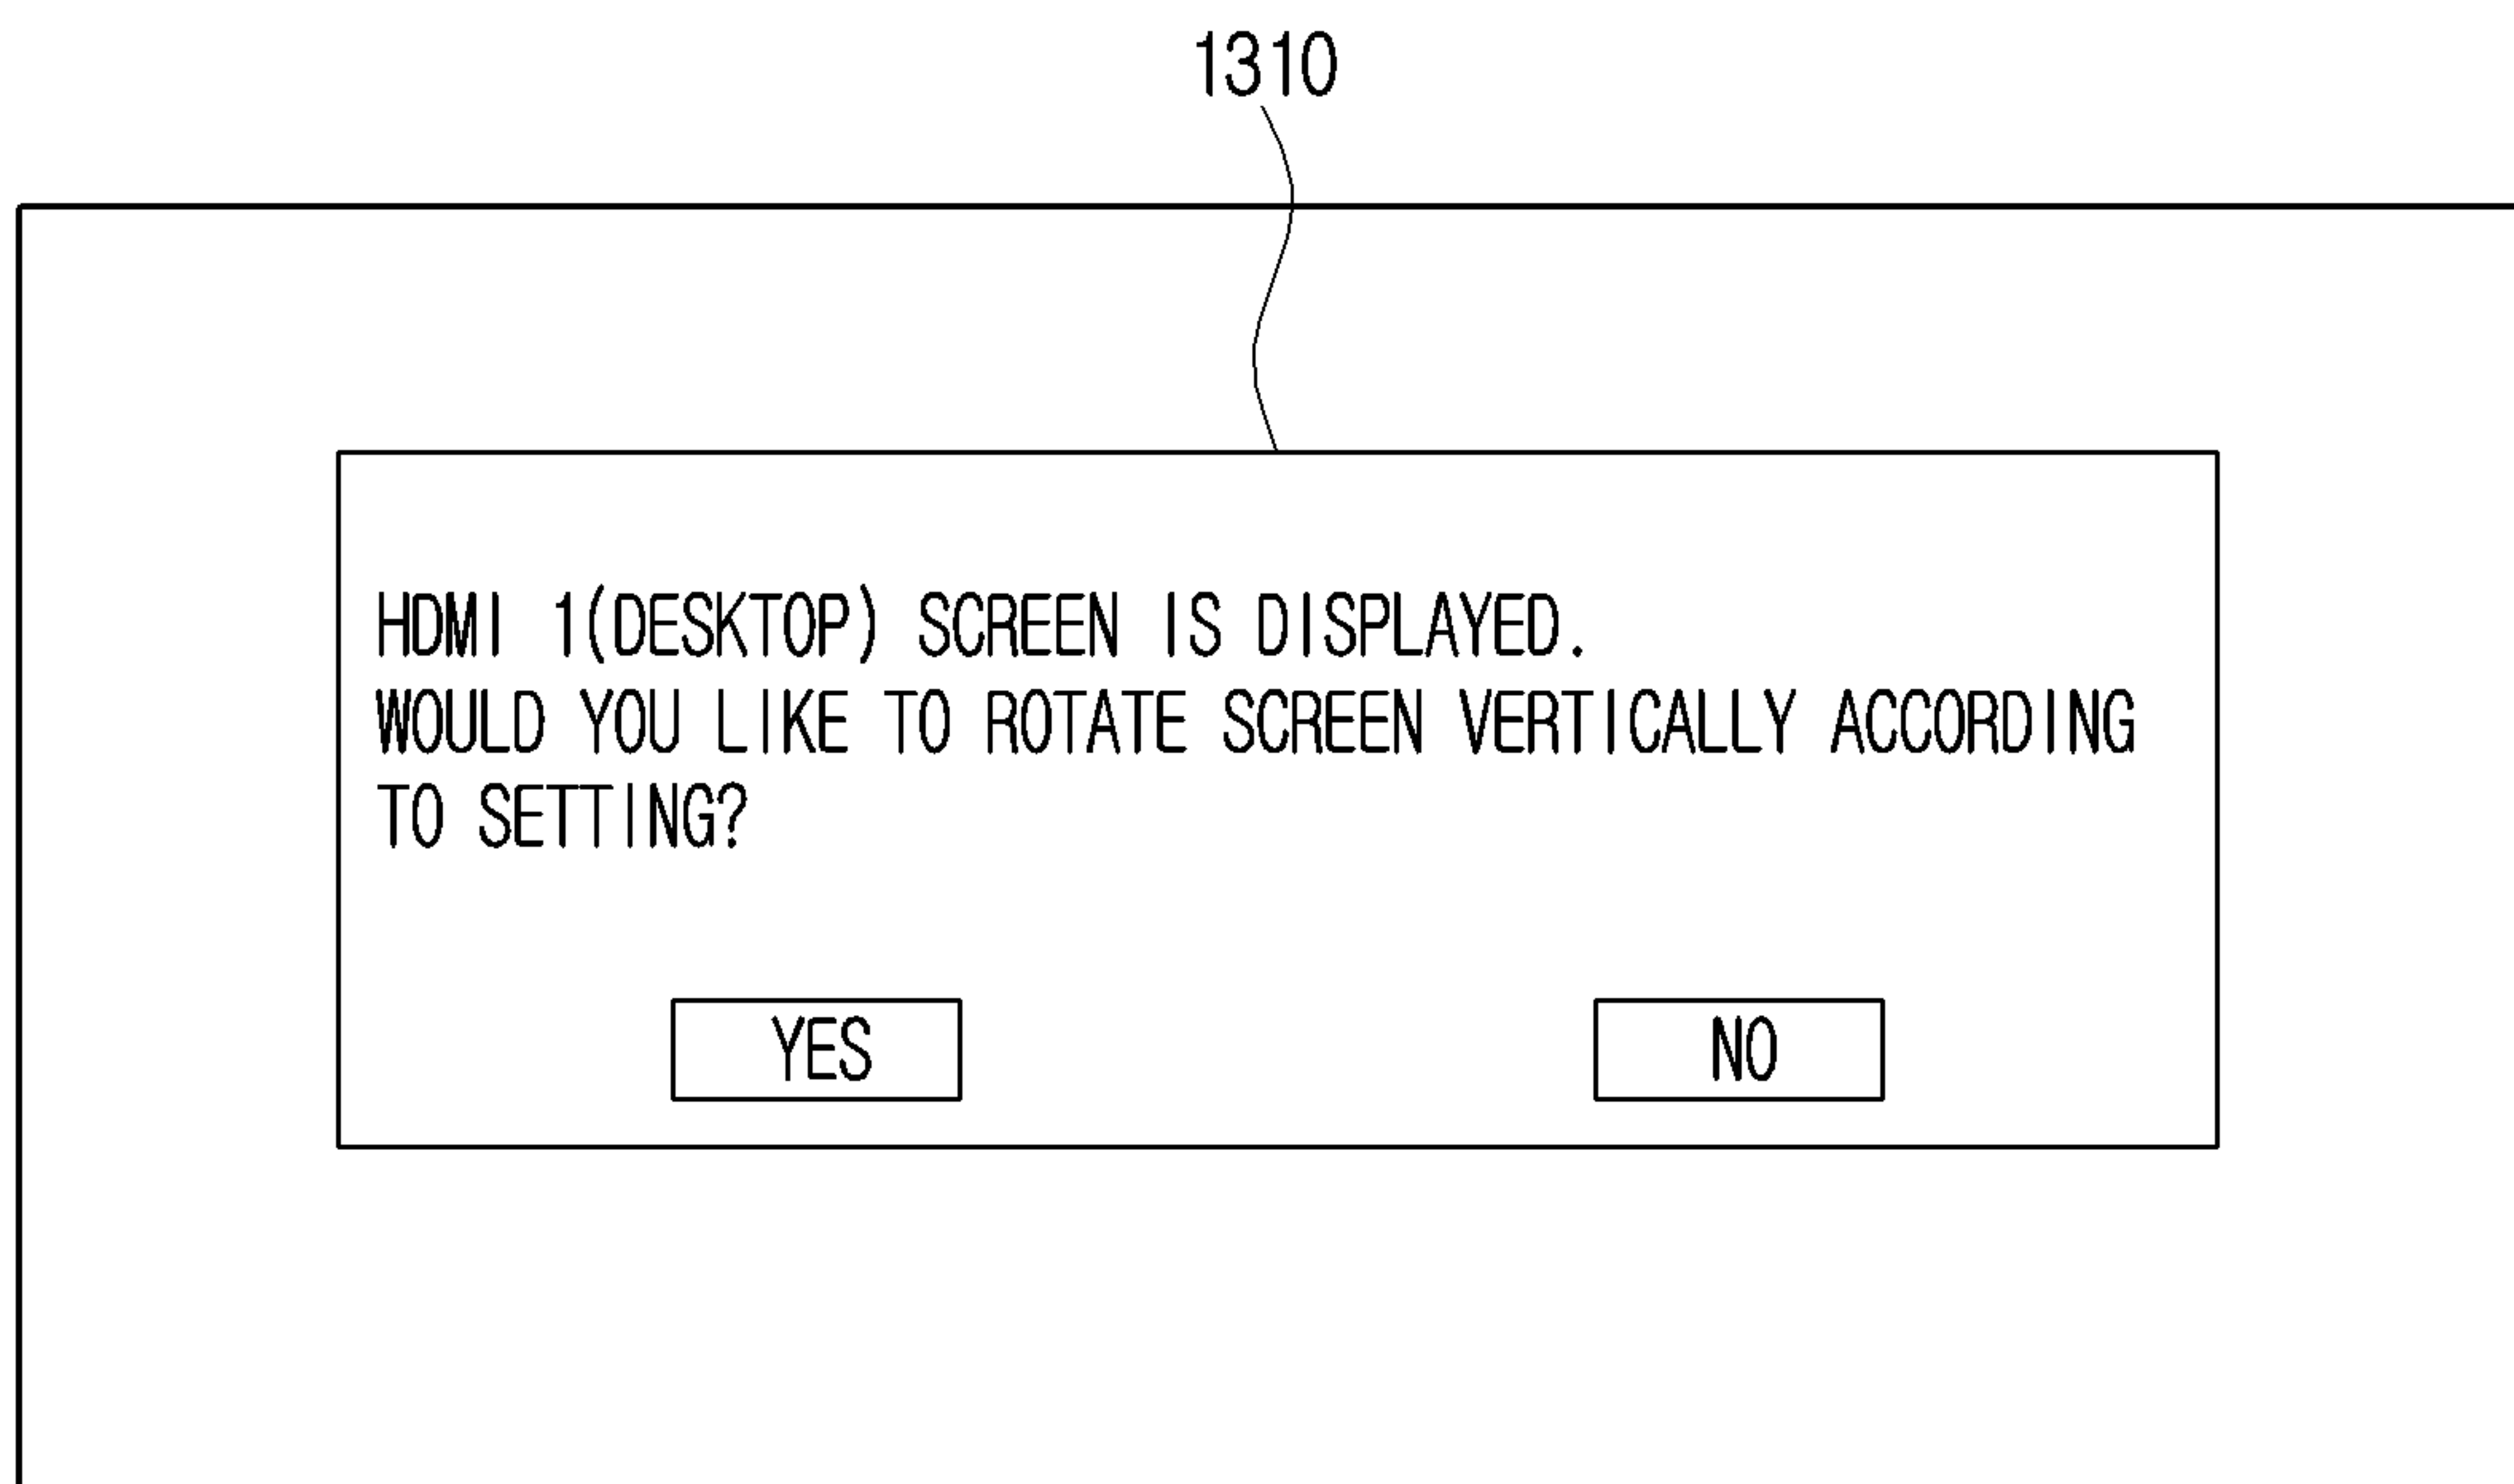 1310
HDMI 1(DESKTOP) SCREEN IS DISPLAYED.
WOULD YOU LIKE TO ROTATE SCREEN VERTICALLY ACCORDING
TO SETTING?
YES NO